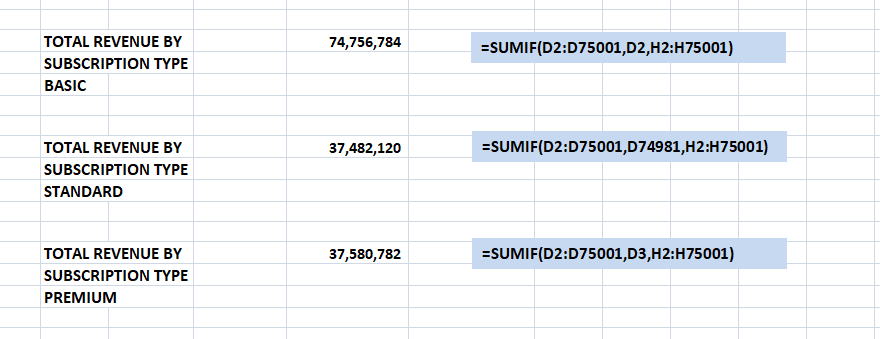 TOTAL REVENUE BY 74,756,784 =SUMIF(D2:D75001,D2,H2:H75001)
SUBSCRIPTION TYPE
BASIC
TOTAL REVENUE BY 37,482,120 =SUMIF(D2:D75001,D74981,H2:H75001)
SUBSCRIPTION TYPE
STANDARD
TOTAL REVENUE BY 37,580,782 =SUMIF(D2:D75001,D3,H2:H75001)
SUBSCRIPTION TYPE
PREMIUM